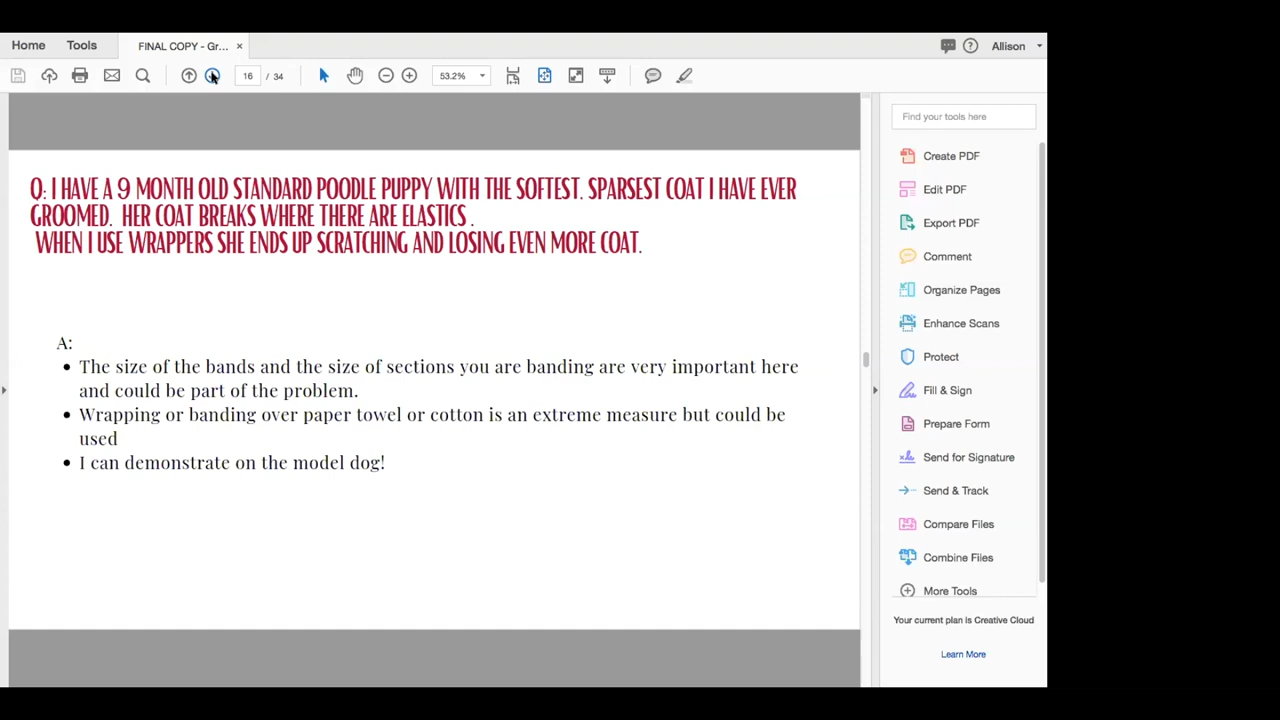 Home
Tools
FINAL COPY - Gr... ×
Allison
16 / 34
53.2%
Find your tools here
Create PDF
Edit PDF
Export PDF
Comment
Organize Pages
Enhance Scans
Protect
Fill & Sign
Prepare Form
Send for Signature
Send & Track
Compare Files
Combine Files
More Tools
Your current plan is Creative Cloud
Learn More
Q: I HAVE A 9 MONTH OLD STANDARD POODLE PUPPY WITH THE SOFTEST. SPARSEST COAT I HAVE EVER
GROOMED. HER COAT BREAKS WHERE THERE ARE ELASTICS .
WHEN I USE WRAPPERS SHE ENDS UP SCRATCHING AND LOSING EVEN MORE COAT.
A:
• The size of the bands and the size of sections you are banding are very important here
and could be part of the problem.
• Wrapping or banding over paper towel or cotton is an extreme measure but could be
used
• I can demonstrate on the model dog!